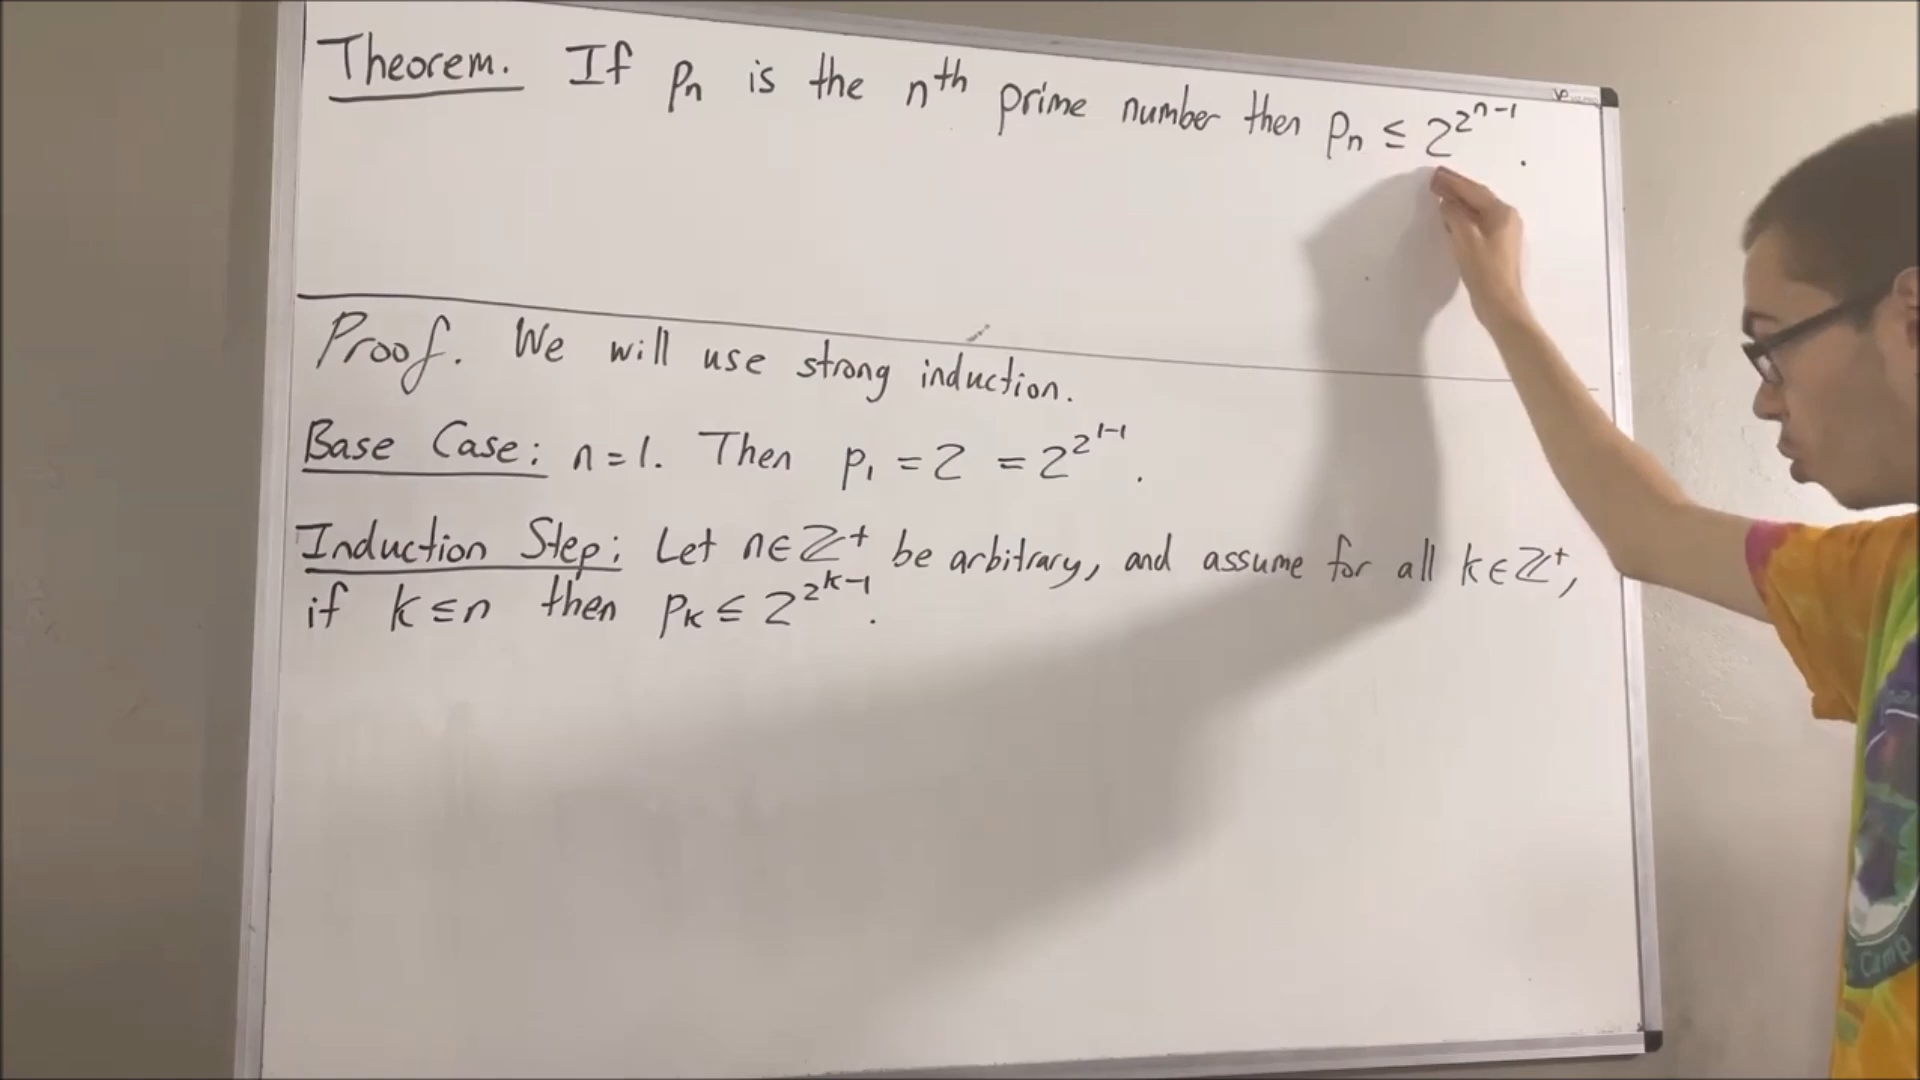 Theorem. If pₙ is the nᵗʰ prime number then pₙ ≤ 2^2^(n-1).
Proof. We will use strong induction.
Base Case: n=1. Then p₁ = 2 = 2^2^(1-1).
Induction Step: Let n∈ℤ⁺ be arbitrary, and assume for all k∈ℤ⁺,
if k≤n then pₖ ≤ 2^2^(k-1).
Camp